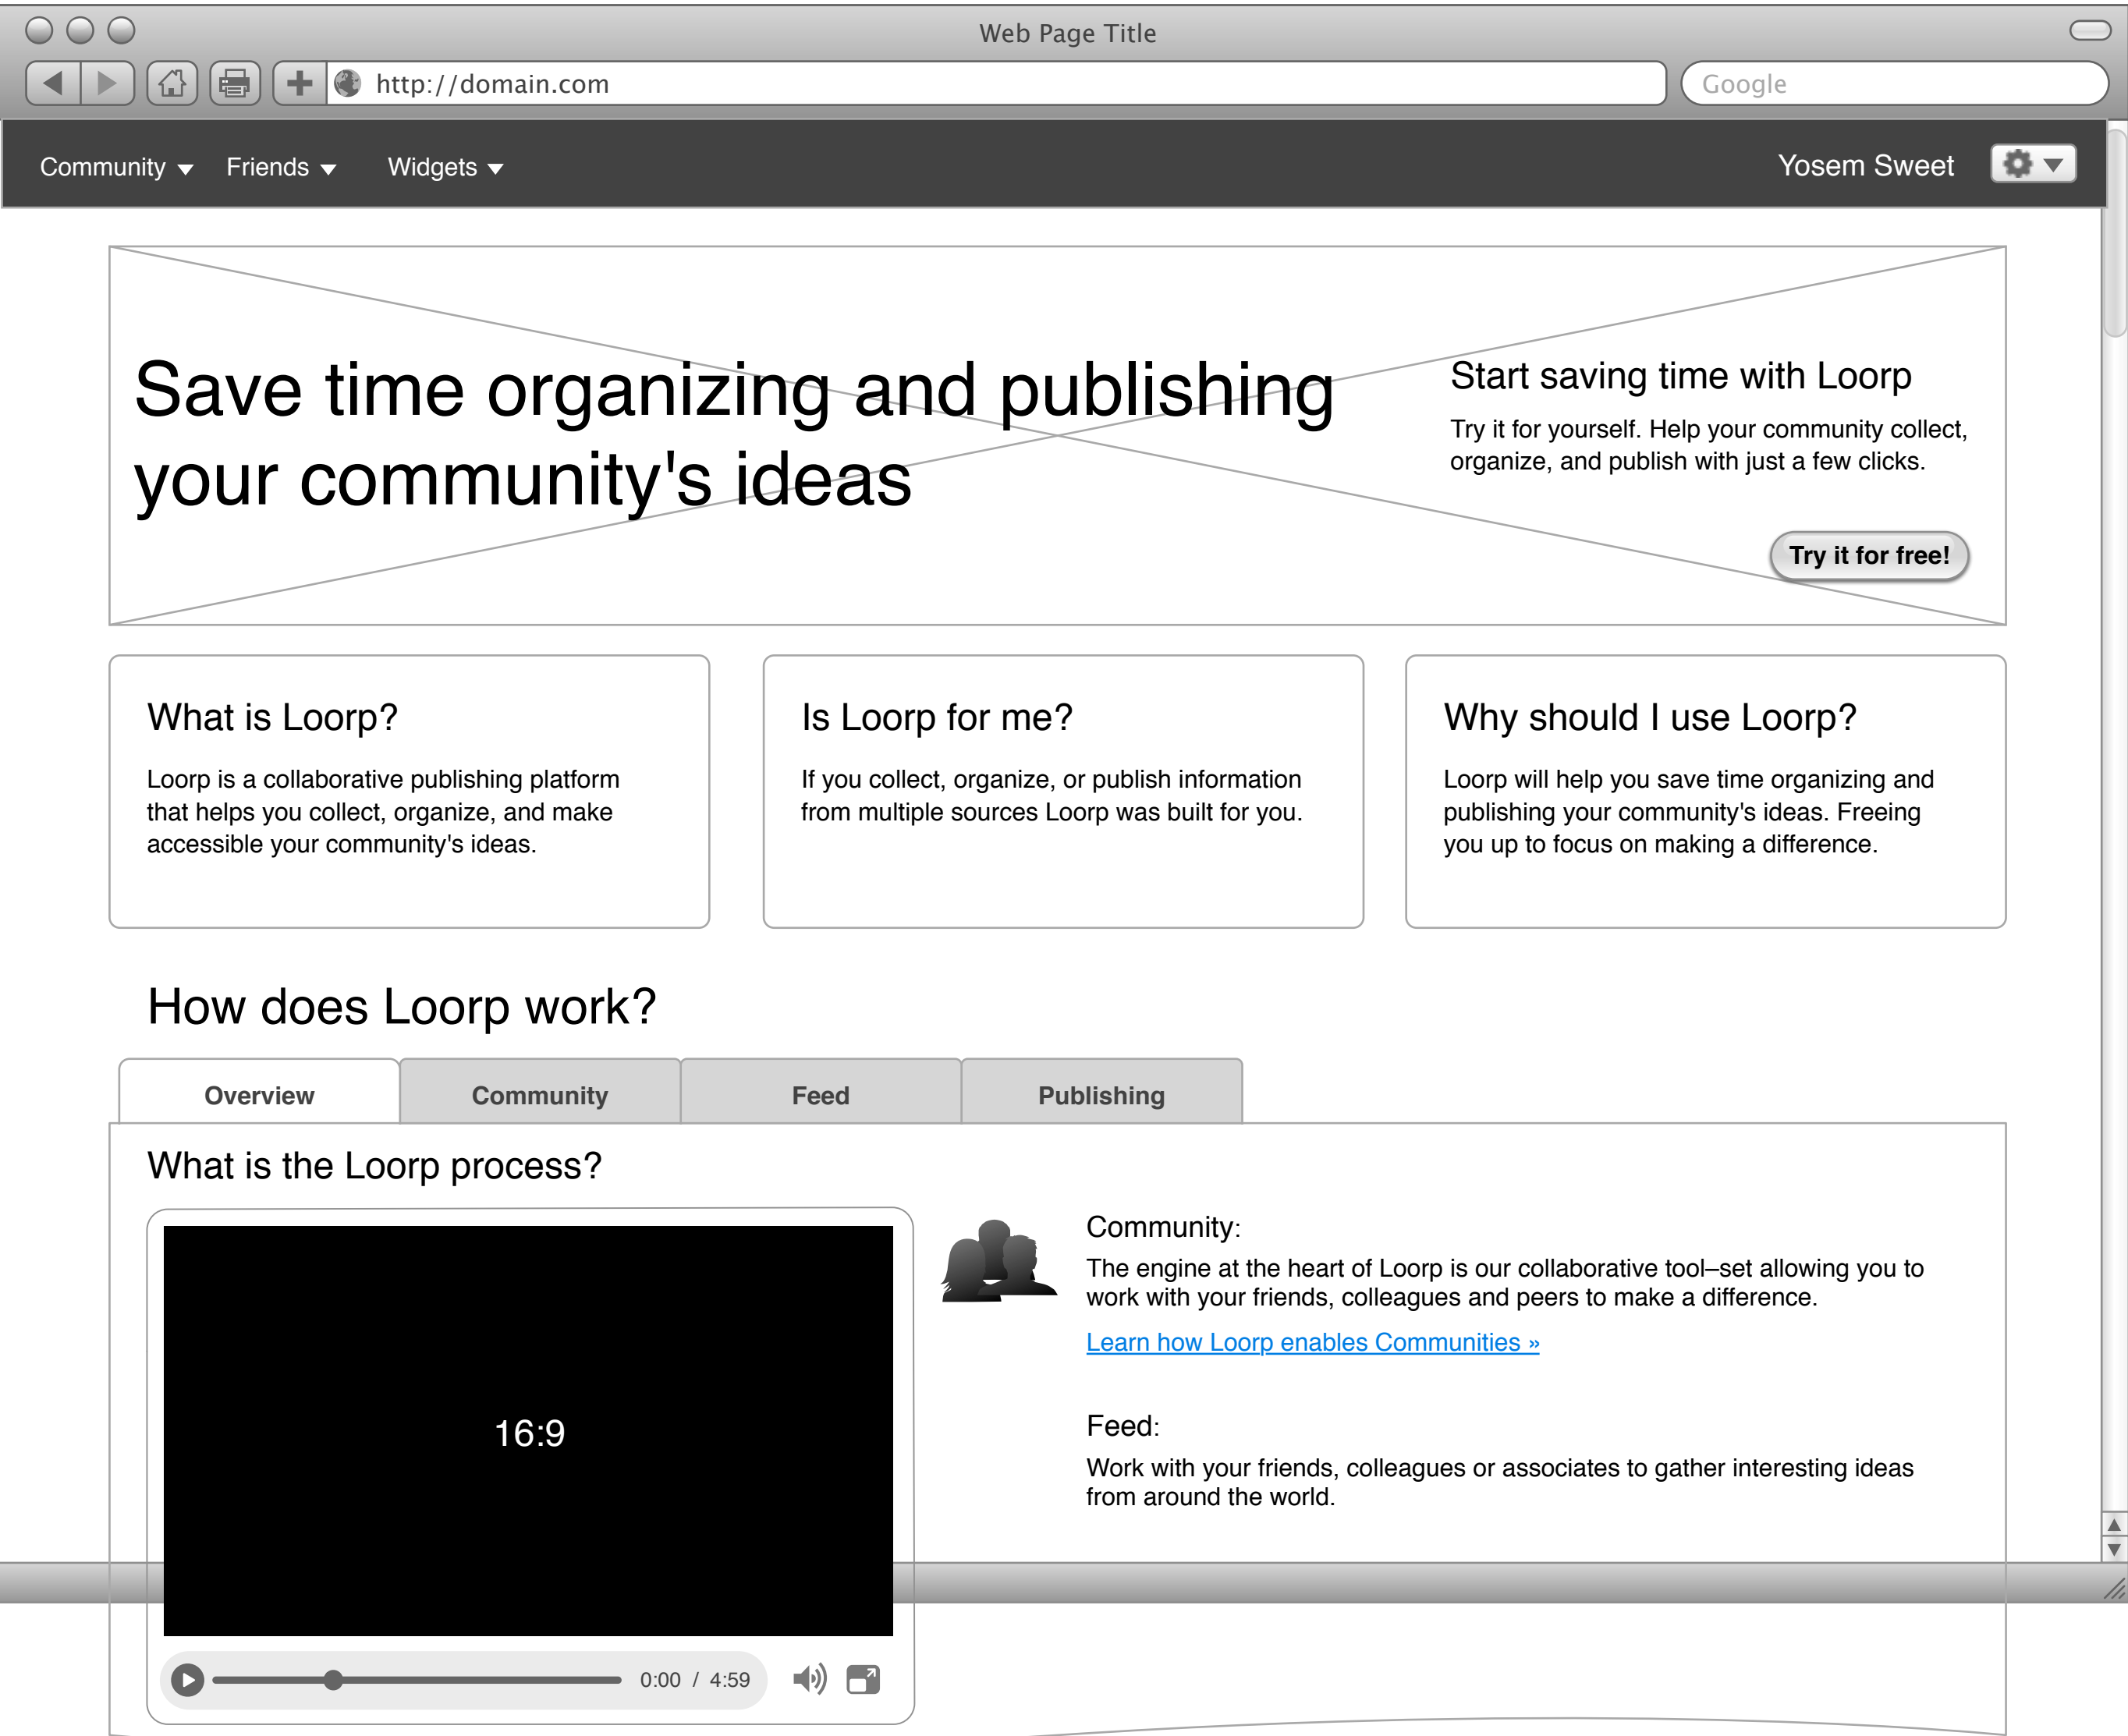 Web Page Title
http://domain.com
Google
Community
Friends
Widgets
Yosem Sweet
Save time organizing and publishing
your community's ideas
Start saving time with Loorp
Try it for yourself. Help your community collect,
organize, and publish with just a few clicks.
Try it for free!
What is Loorp?
Loorp is a collaborative publishing platform
that helps you collect, organize, and make
accessible your community's ideas.
Is Loorp for me?
If you collect, organize, or publish information
from multiple sources Loorp was built for you.
Why should I use Loorp?
Loorp will help you save time organizing and
publishing your community's ideas. Freeing
you up to focus on making a difference.
How does Loorp work?
Overview
Community
Feed
Publishing
What is the Loorp process?
16:9
0:00 / 4:59
Community:
The engine at the heart of Loorp is our collaborative tool–set allowing you to
work with your friends, colleagues and peers to make a difference.
Learn how Loorp enables Communities »
Feed:
Work with your friends, colleagues or associates to gather interesting ideas
from around the world.